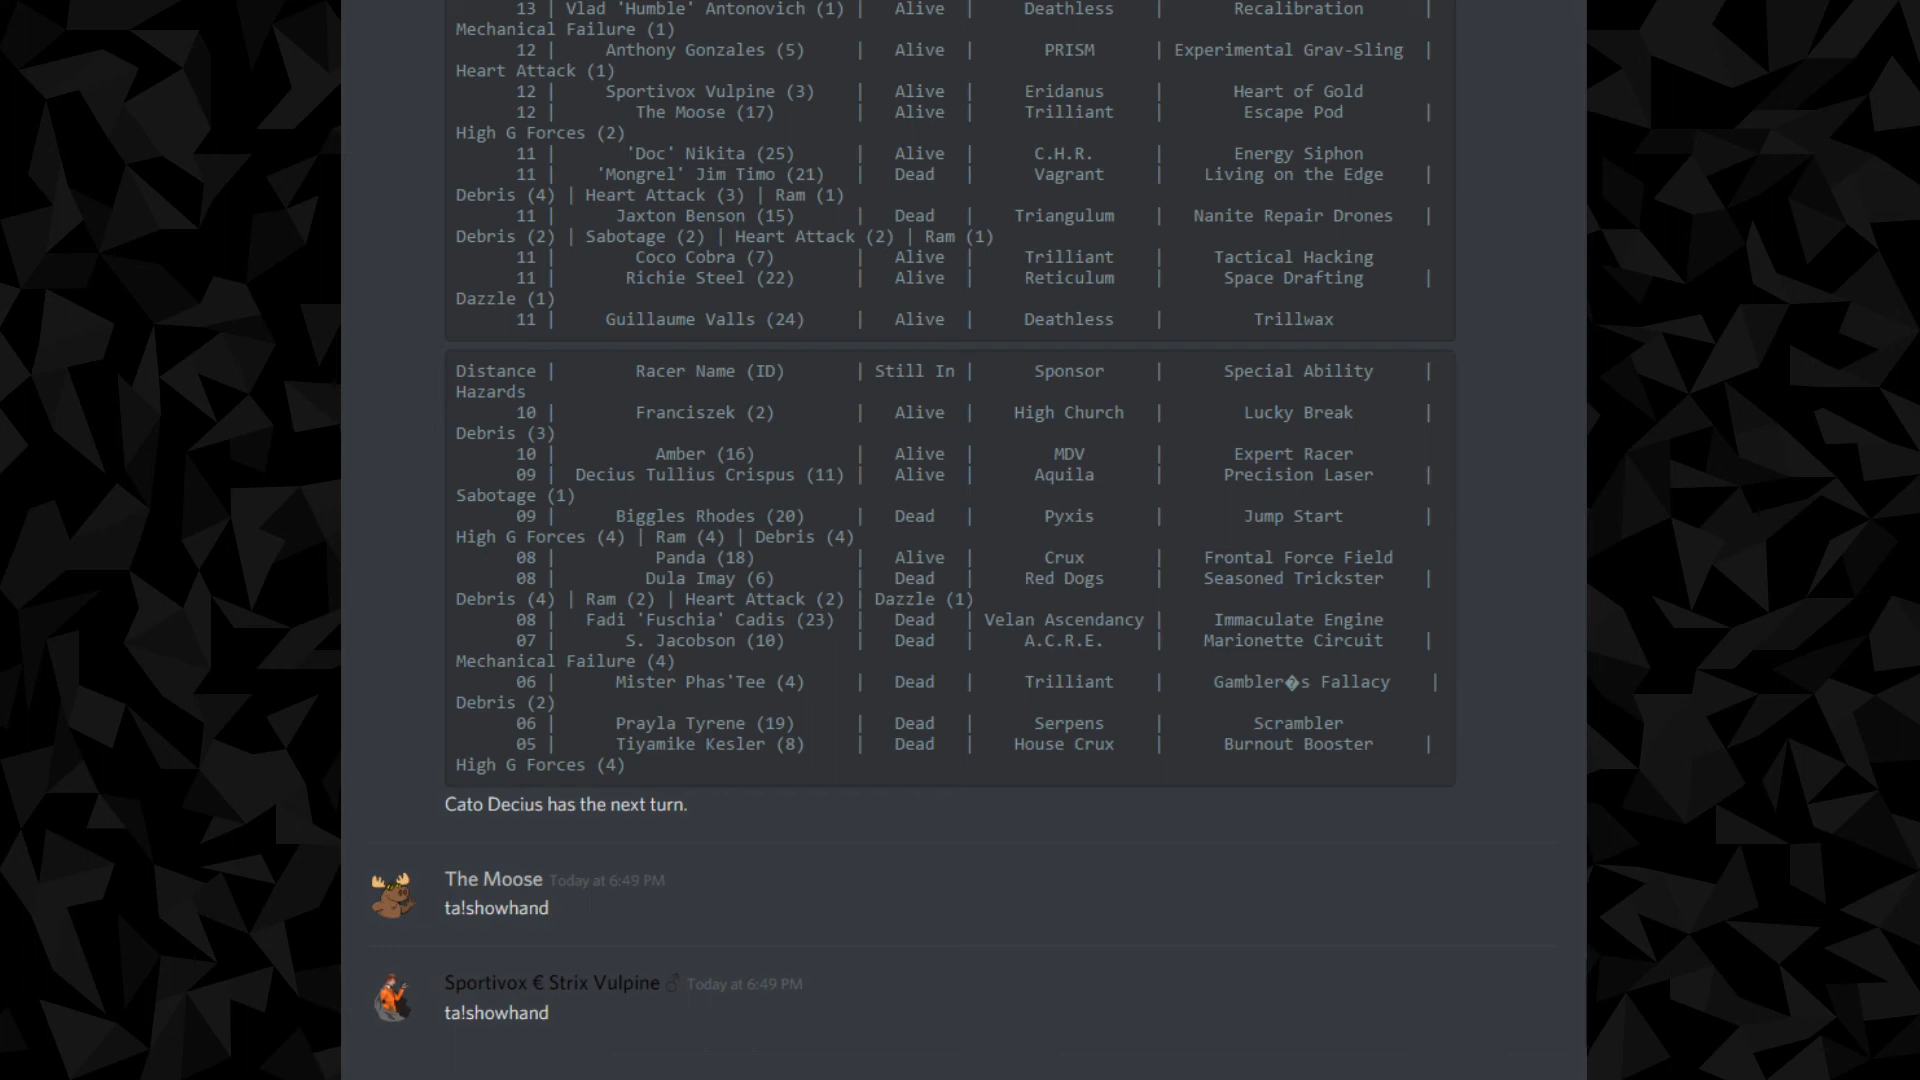 13 | Vlad 'Humble' Antonovich (1) | Alive | Deathless | Recalibration |
Mechanical Failure (1)
12 | Anthony Gonzales (5) | Alive | PRISM | Experimental Grav-Sling |
Heart Attack (1)
12 | Sportivox Vulpine (3) | Alive | Eridanus | Heart of Gold
12 | The Moose (17) | Alive | Trilliant | Escape Pod |
High G Forces (2)
11 | 'Doc' Nikita (25) | Alive | C.H.R. | Energy Siphon
11 | 'Mongrel' Jim Timo (21) | Dead | Vagrant | Living on the Edge |
Debris (4) | Heart Attack (3) | Ram (1)
11 | Jaxton Benson (15) | Dead | Triangulum | Nanite Repair Drones |
Debris (2) | Sabotage (2) | Heart Attack (2) | Ram (1)
11 | Coco Cobra (7) | Alive | Trilliant | Tactical Hacking
11 | Richie Steel (22) | Alive | Reticulum | Space Drafting |
Dazzle (1)
11 | Guillaume Valls (24) | Alive | Deathless | Trillwax
Distance | Racer Name (ID) | Still In | Sponsor | Special Ability |
Hazards
10 | Franciszek (2) | Alive | High Church | Lucky Break |
Debris (3)
10 | Amber (16) | Alive | MDV | Expert Racer
09 | Decius Tullius Crispus (11) | Alive | Aquila | Precision Laser |
Sabotage (1)
09 | Biggles Rhodes (20) | Dead | Pyxis | Jump Start |
High G Forces (4) | Ram (4) | Debris (4)
08 | Panda (18) | Alive | Crux | Frontal Force Field
08 | Dula Imay (6) | Dead | Red Dogs | Seasoned Trickster |
Debris (4) | Ram (2) | Heart Attack (2) | Dazzle (1)
08 | Fadi 'Fuschia' Cadis (23) | Dead | Velan Ascendancy | Immaculate Engine
07 | S. Jacobson (10) | Dead | A.C.R.E. | Marionette Circuit |
Mechanical Failure (4)
06 | Mister Phas'Tee (4) | Dead | Trilliant | Gambler�s Fallacy |
Debris (2)
06 | Prayla Tyrene (19) | Dead | Serpens | Scrambler
05 | Tiyamike Kesler (8) | Dead | House Crux | Burnout Booster |
High G Forces (4)
Cato Decius has the next turn.
The Moose Today at 6:49 PM
ta!showhand
Sportivox € Strix Vulpine ♂ Today at 6:49 PM
ta!showhand